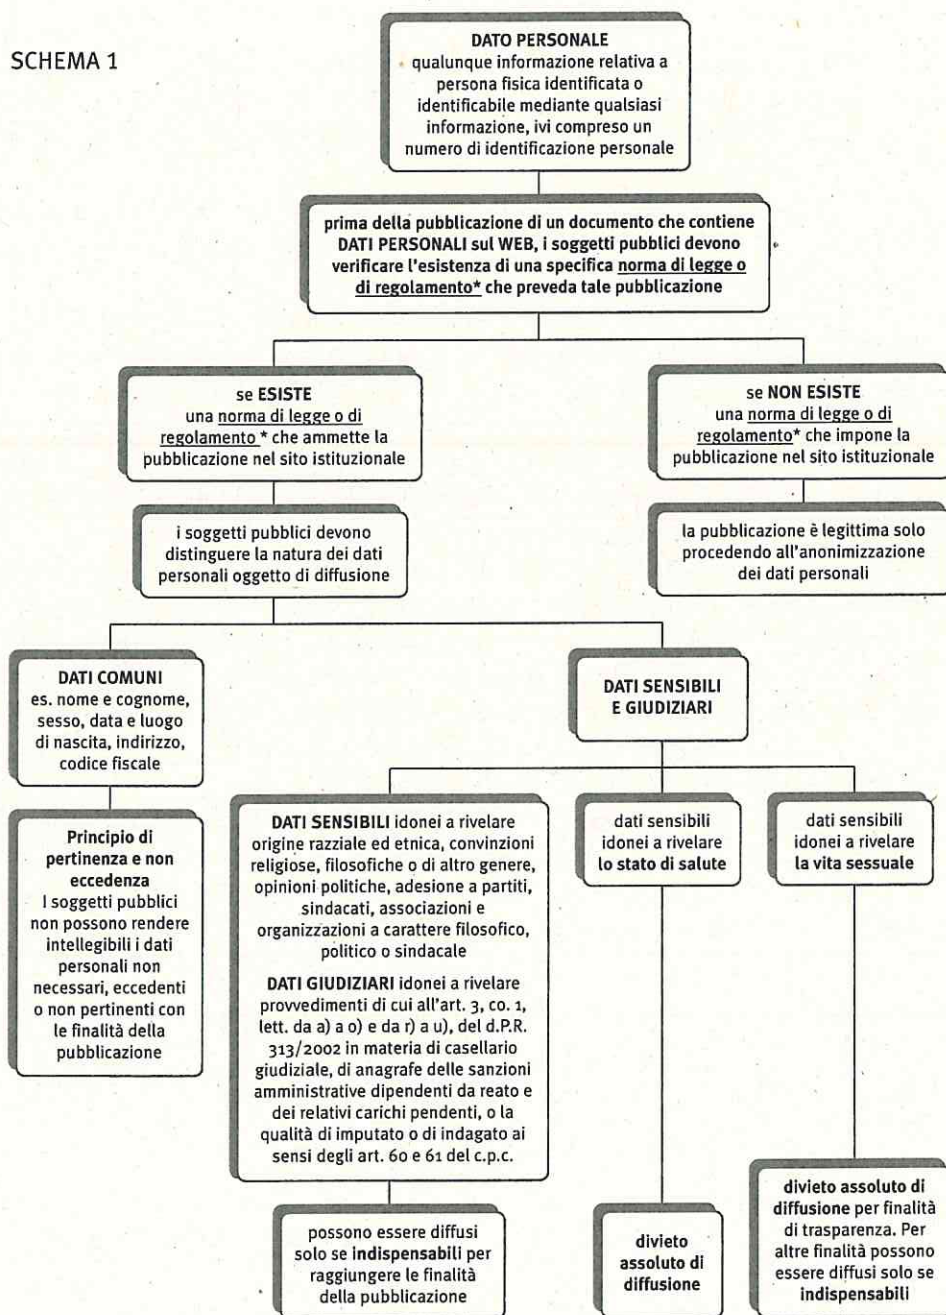 SCHEMA 1
DATO PERSONALE
qualunque informazione relativa a
persona fisica identificata o
identificabile mediante qualsiasi
informazione, ivi compreso un
numero di identificazione personale
prima della pubblicazione di un documento che contiene
DATI PERSONALI sul WEB, i soggetti pubblici devono
verificare l'esistenza di una specifica norma di legge o
di regolamento* che preveda tale pubblicazione
se ESISTE
una norma di legge o di
regolamento * che ammette la
pubblicazione nel sito istituzionale
se NON ESISTE
una norma di legge o di
regolamento* che impone la
pubblicazione nel sito istituzionale
i soggetti pubblici devono
distinguere la natura dei dati
personali oggetto di diffusione
la pubblicazione è legittima solo
procedendo all'anonimizzazione
dei dati personali
DATI COMUNI
es. nome e cognome,
sesso, data e luogo
di nascita, indirizzo,
codice fiscale
DATI SENSIBILI
E GIUDIZIARI
Principio di
pertinenza e non
eccedenza
I soggetti pubblici
non possono rendere
intellegibili i dati
personali non
necessari, eccedenti
o non pertinenti con
le finalità della
pubblicazione
DATI SENSIBILI idonei a rivelare
origine razziale ed etnica, convinzioni
religiose, filosofiche o di altro genere,
opinioni politiche, adesione a partiti,
sindacati, associazioni e
organizzazioni a carattere filosofico,
politico o sindacale
DATI GIUDIZIARI idonei a rivelare
provvedimenti di cui all'art. 3, co. 1,
lett. da a) a o) e da r) a u), del d.P.R.
313/2002 in materia di casellario
giudiziale, di anagrafe delle sanzioni
amministrative dipendenti da reato e
dei relativi carichi pendenti, o la
qualità di imputato o di indagato ai
sensi degli art. 60 e 61 del c.p.c.
dati sensibili
idonei a rivelare
lo stato di salute
dati sensibili
idonei a rivelare
la vita sessuale
possono essere diffusi
solo se indispensabili per
raggiungere le finalità
della pubblicazione
divieto
assoluto di
diffusione
divieto assoluto di
diffusione per finalità
di trasparenza. Per
altre finalità possono
essere diffusi solo se
indispensabili